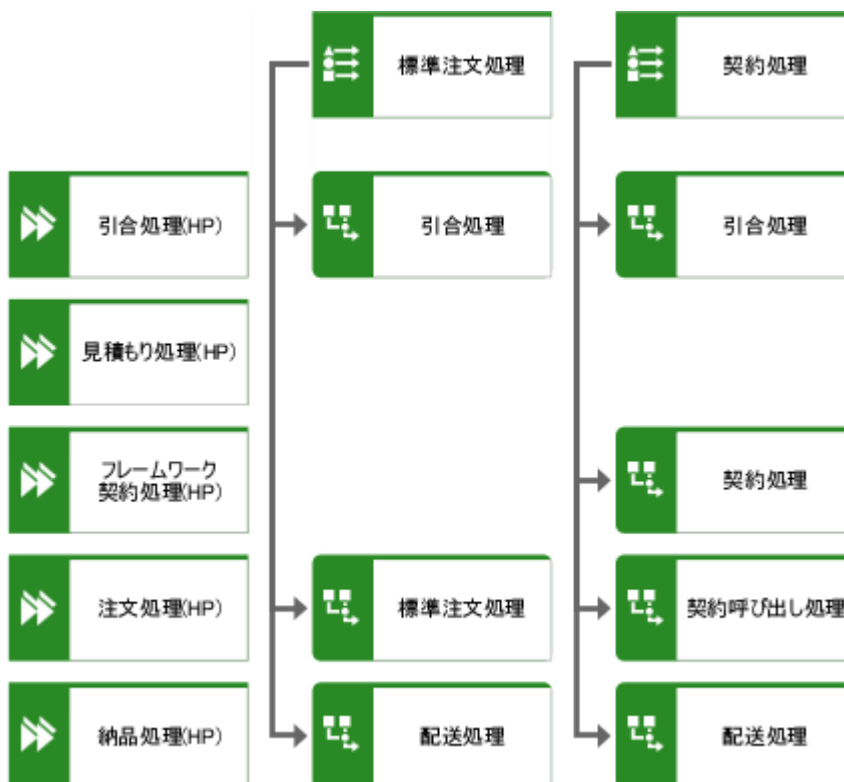 標準注文処理
契約処理
引合処理(HP)
引合処理
引合処理
見積もり処理(HP)
フレームワーク
契約処理(HP)
契約処理
注文処理(HP)
標準注文処理
契約呼び出し処理
納品処理(HP)
配送処理
配送処理